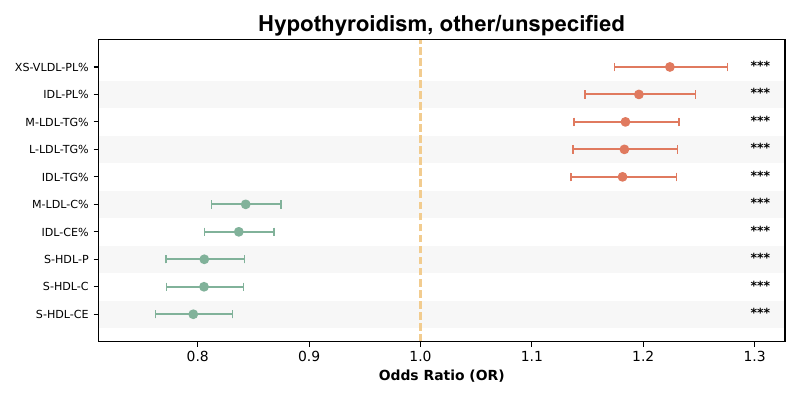 Hypothyroidism, other/unspecified
XS-VLDL-PL% ***
IDL-PL% ***
M-LDL-TG% ***
L-LDL-TG% ***
IDL-TG% ***
M-LDL-C% ***
IDL-CE% ***
S-HDL-P ***
S-HDL-C ***
S-HDL-CE ***
0.8 0.9 1.0 1.1 1.2 1.3
Odds Ratio (OR)